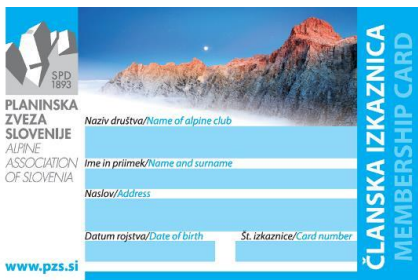 SPD
1893
PLANINSKA
ZVEZA
SLOVENIJE
ALPINE
ASSOCIATION
OF SLOVENIA
www.pzs.si
Naziv društva/Name of alpine club
Ime in priimek/Name and surname
Naslov/Address
Datum rojstva/Date of birth
Št. izkaznice/Card number
ČLANSKA IZKAZNICA
MEMBERSHIP CARD